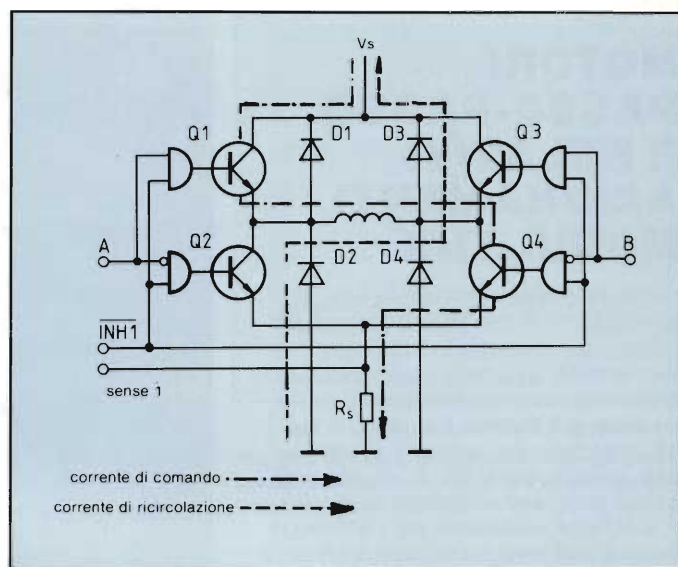 Vs
Q1 D1 D3 Q3
A Q2 D2 D4 Q4 B
INH1
sense 1
Rs
corrente di comando
corrente di ricircolazione